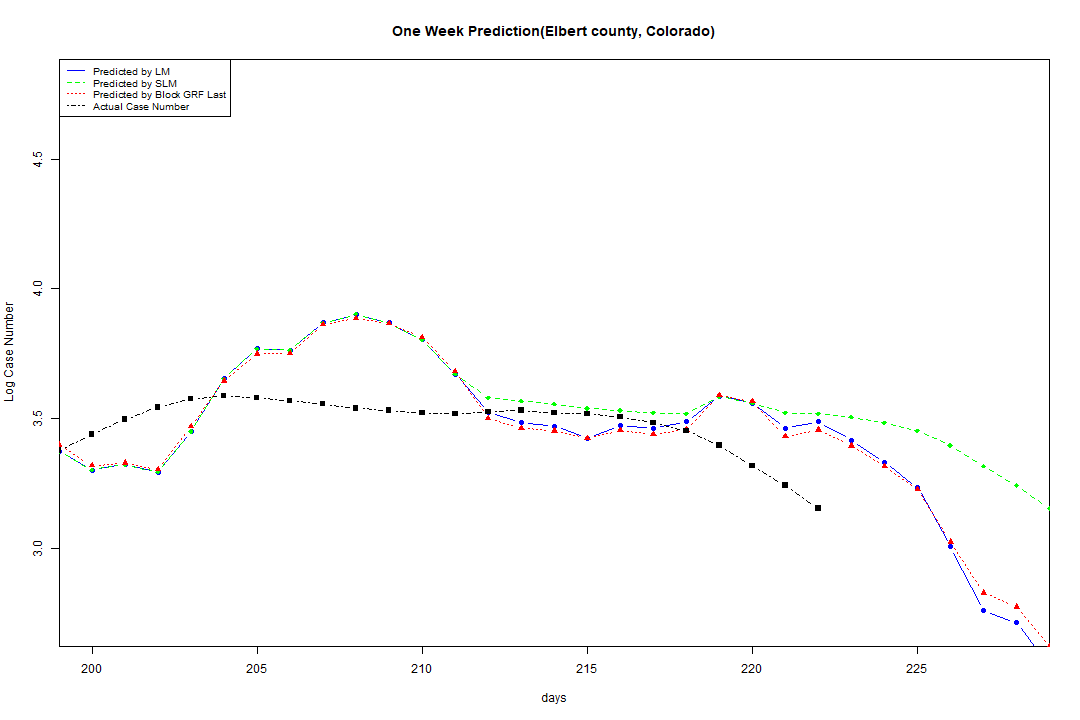 One Week Prediction(Elbert county, Colorado)
Predicted by LM
Predicted by SLM
Predicted by Block GRF Last
Actual Case Number
4.5
4.0
3.5
3.0
Log Case Number
200 205 210 215 220 225
days